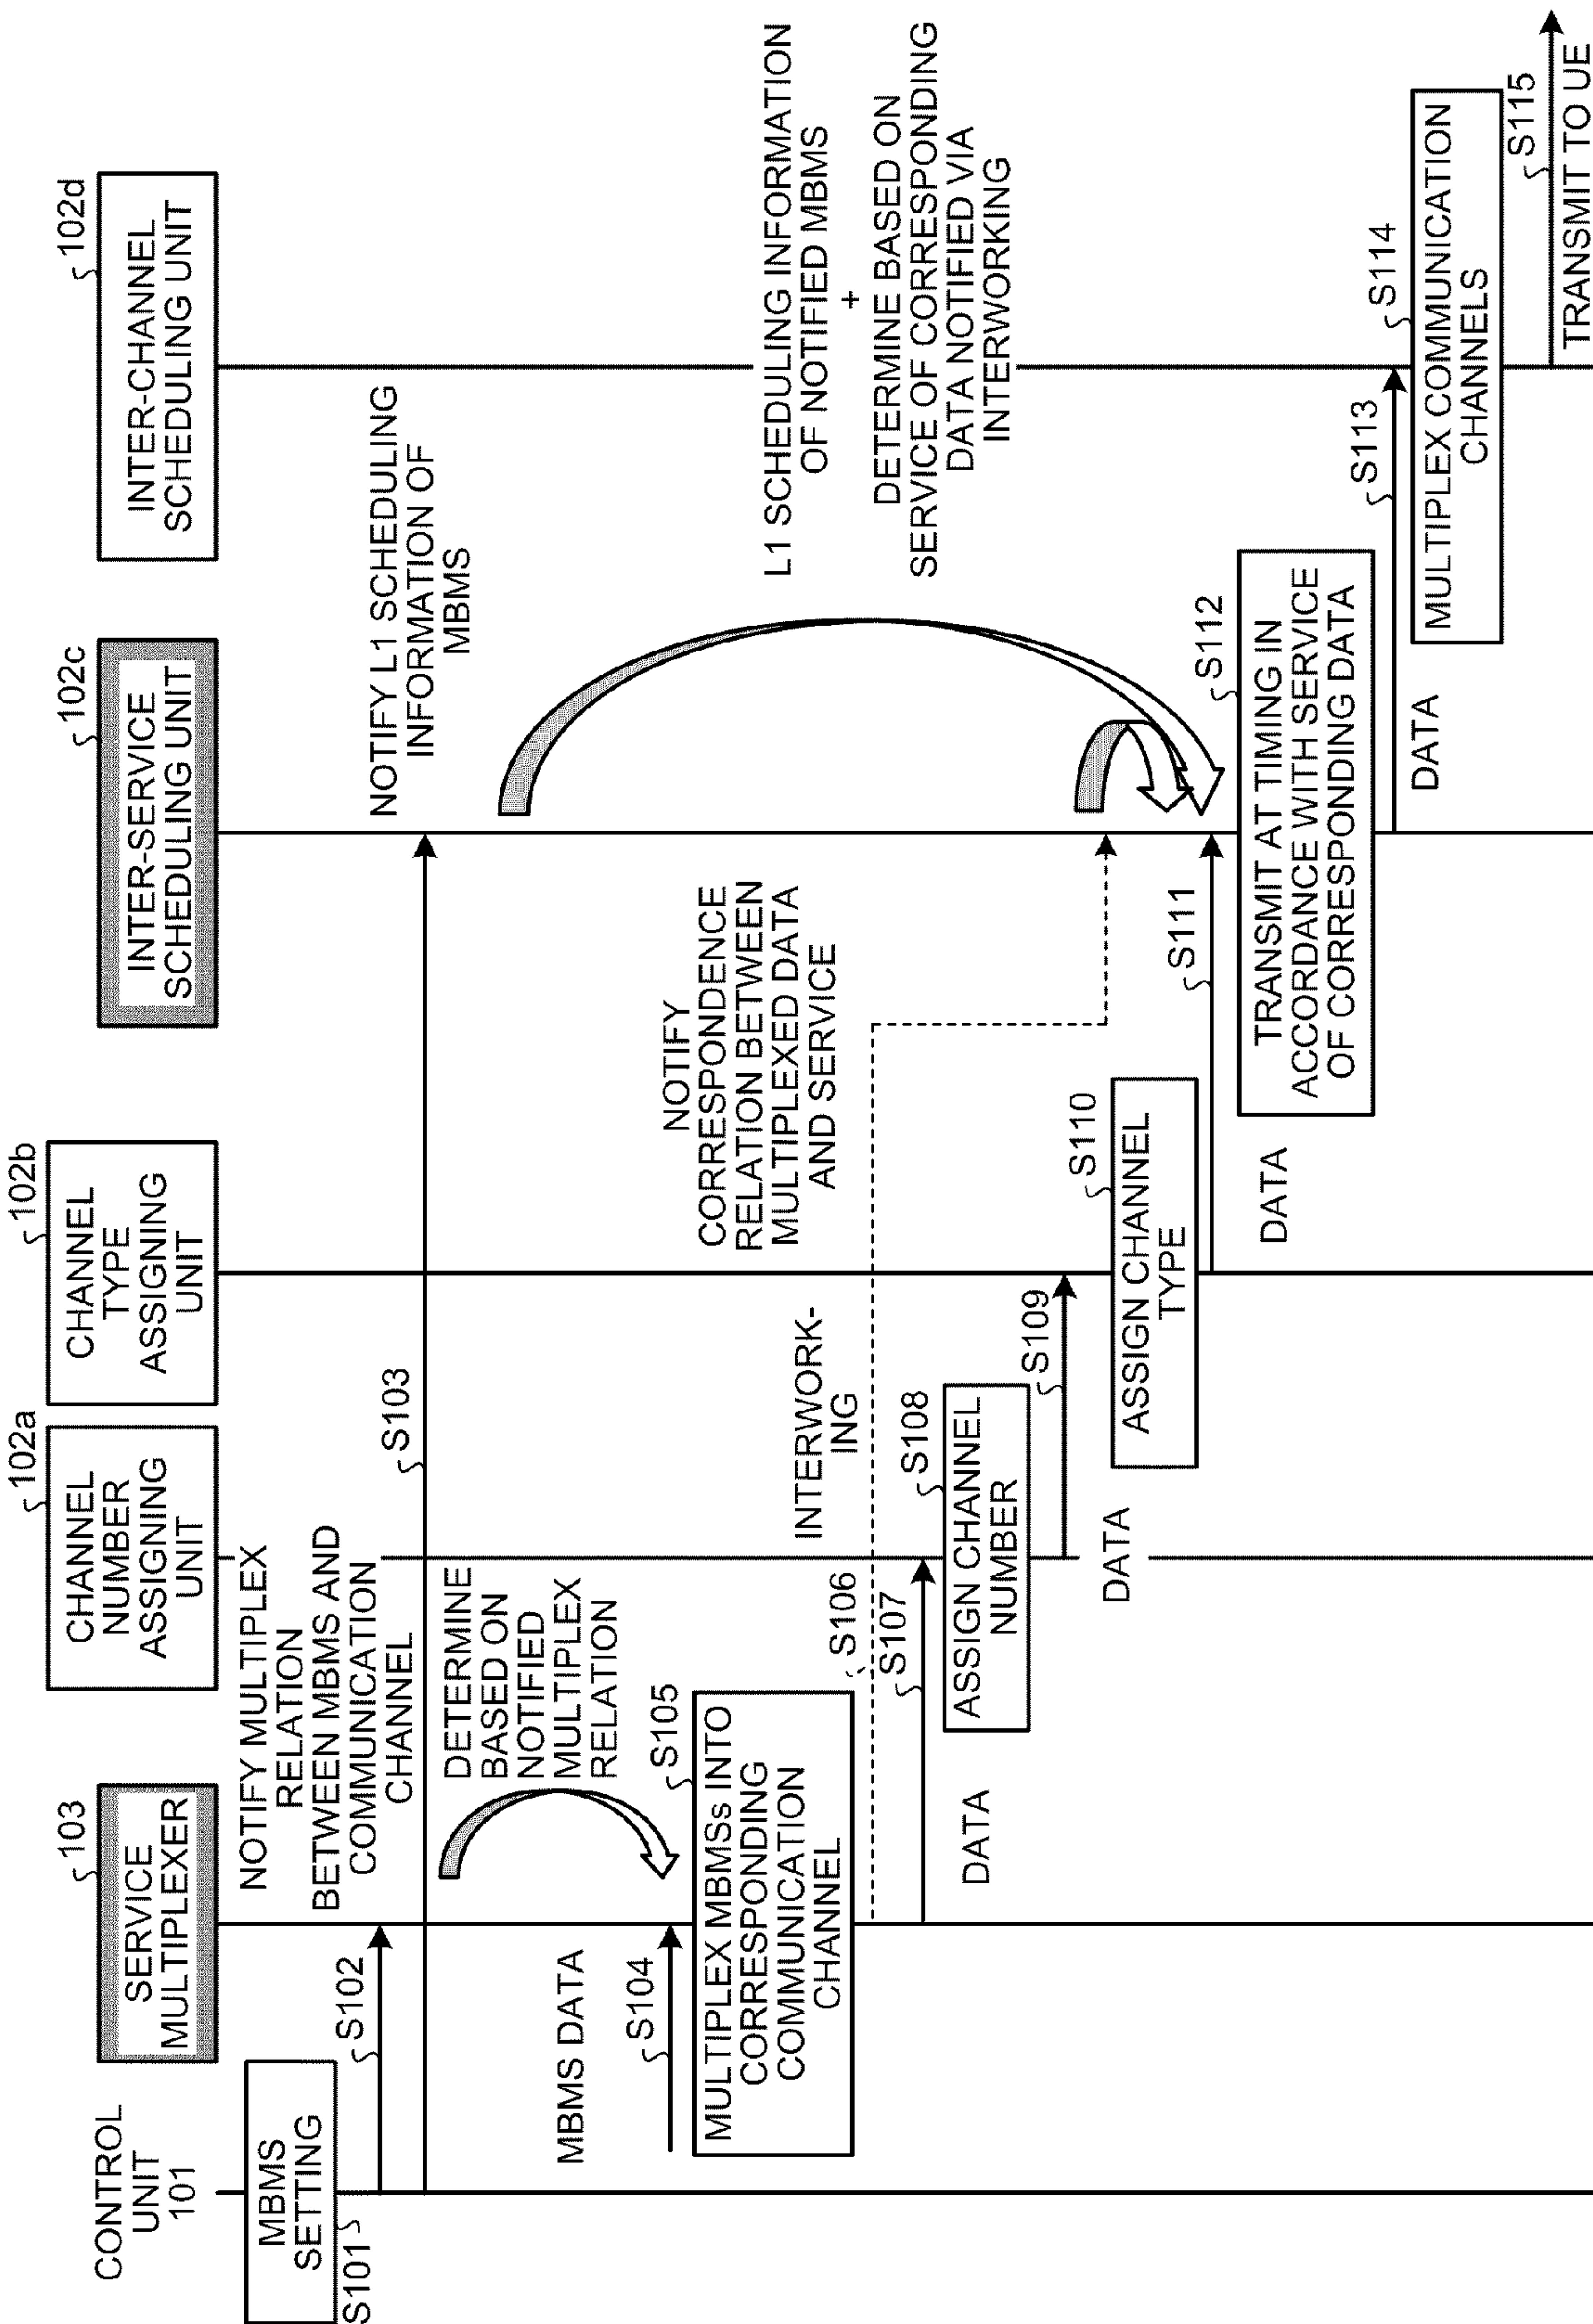 CONTROL
UNIT
101
103
SERVICE
MULTIPLEXER
102a
CHANNEL
NUMBER
ASSIGNING
UNIT
102b
CHANNEL
TYPE
ASSIGNING
UNIT
102c
INTER-SERVICE
SCHEDULING UNIT
102d
INTER-CHANNEL
SCHEDULING UNIT
MBMS
SETTING
S101
S102
NOTIFY MULTIPLEX
RELATION
BETWEEN MBMS AND
COMMUNICATION
CHANNEL
S103
NOTIFY L1 SCHEDULING
INFORMATION OF
MBMS
DETERMINE
BASED ON
NOTIFIED
MULTIPLEX
RELATION
MBMS DATA
S104
S105
MULTIPLEX MBMSs INTO
CORRESPONDING
COMMUNICATION
CHANNEL
S106
INTERWORK-
ING
NOTIFY
CORRESPONDENCE
RELATION BETWEEN
MULTIPLEXED DATA
AND SERVICE
L1 SCHEDULING INFORMATION
OF NOTIFIED MBMS
+
DETERMINE BASED ON
SERVICE OF CORRESPONDING
DATA NOTIFIED VIA
INTERWORKING
S107
DATA
S108
ASSIGN CHANNEL
NUMBER
S109
DATA
S110
ASSIGN CHANNEL
TYPE
S111
DATA
S112
TRANSMIT AT TIMING IN
ACCORDANCE WITH SERVICE
OF CORRESPONDING DATA
S113
DATA
S114
MULTIPLEX COMMUNICATION
CHANNELS
S115
TRANSMIT TO UE